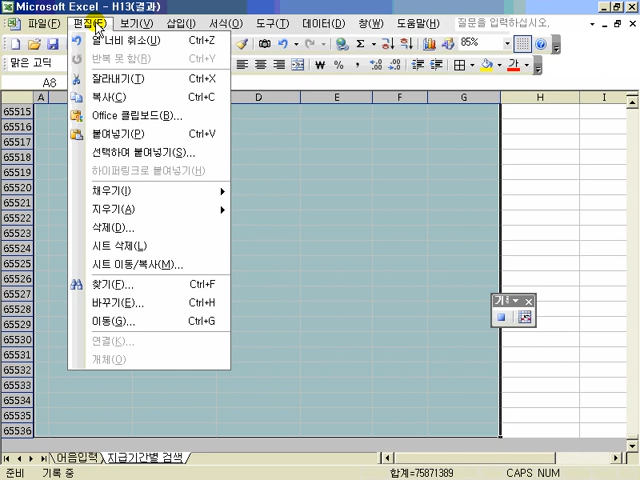 Microsoft Excel - H13(결과)
파일(F) 편집(E) 보기(V) 삽입(I) 서식(O) 도구(T) 데이터(D) 창(W) 도움말(H) 질문을 입력하십시오.
85%
맑은 고딕
A8
A D E F G H I
열 너비 취소(U) Ctrl+Z
반복 못 함(R) Ctrl+Y
잘라내기(T) Ctrl+X
복사(C) Ctrl+C
Office 클립보드(B)...
붙여넣기(P) Ctrl+V
선택하여 붙여넣기(S)...
하이퍼링크로 붙여넣기(H)
채우기(I)
지우기(A)
삭제(D)...
시트 삭제(L)
시트 이동/복사(M)...
찾기(F)... Ctrl+F
바꾸기(E)... Ctrl+H
이동(G)... Ctrl+G
연결(K)...
개체(O)
65515
65516
65517
65518
65519
65520
65521
65522
65523
65524
65525
65526
65527
65528
65529
65530
65531
65532
65533
65534
65535
65536
어음입력 지급기간별 검색
준비 기록 중 합계=75871389 CAPS NUM